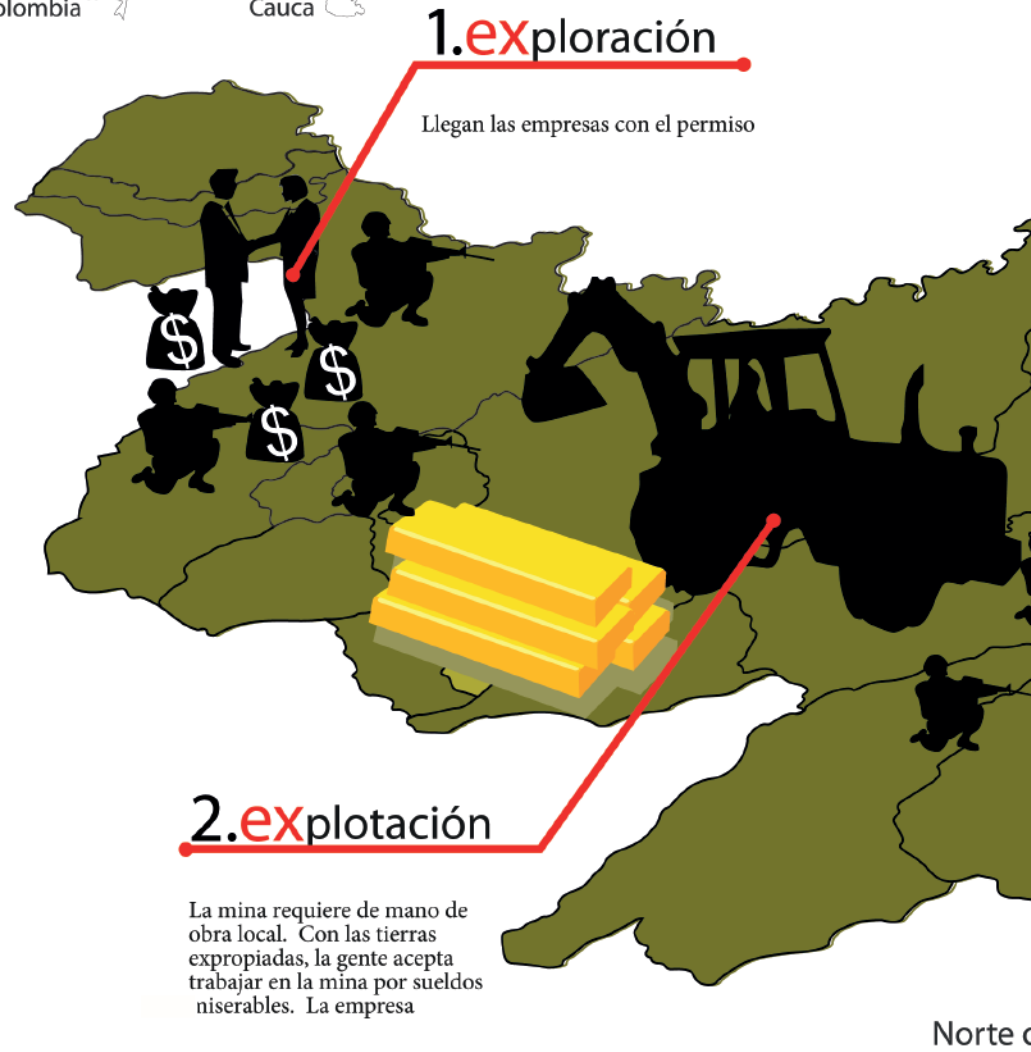 olombia
Cauca
1.exploración
Llegan las empresas con el permiso
$
$
$
2.explotación
La mina requiere de mano de
obra local. Con las tierras
expropiadas, la gente acepta
trabajar en la mina por sueldos
niserables. La empresa
Norte